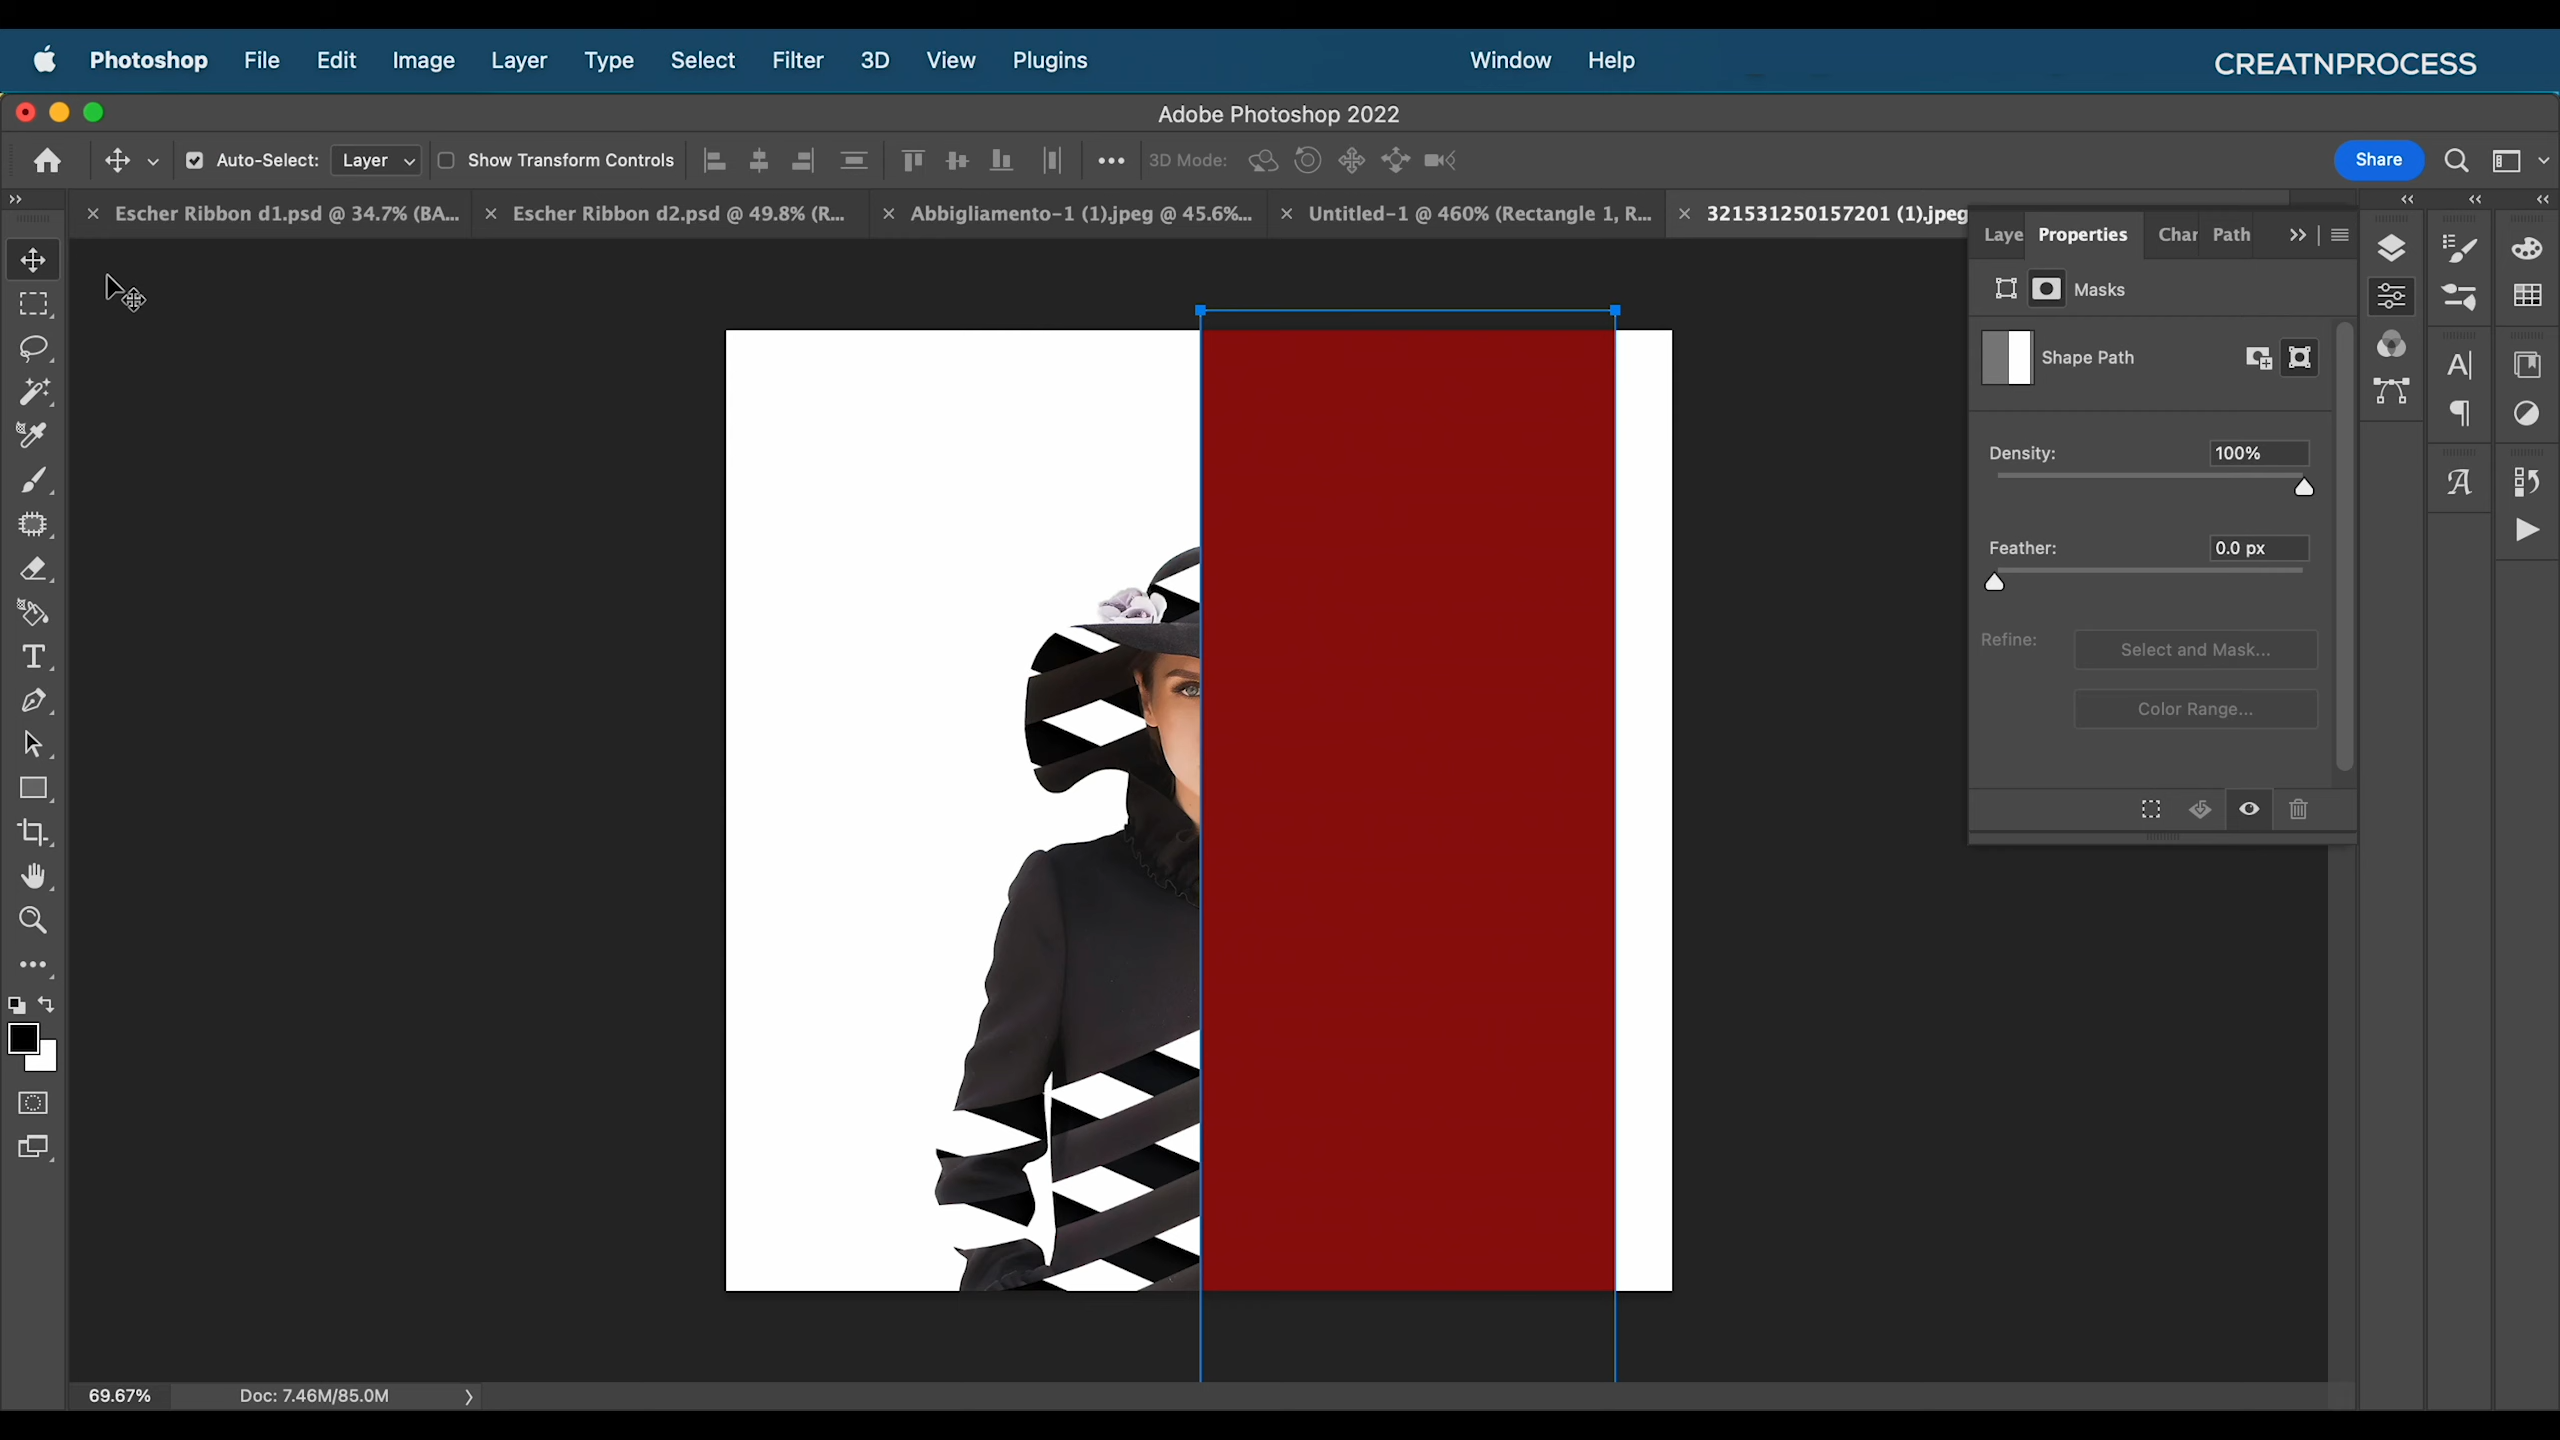 Photoshop File Edit Image Layer Type Select Filter 3D View Plugins Window Help CREATNPROCESS
Adobe Photoshop 2022
Auto-Select: Layer Show Transform Controls 3D Mode: Share
Escher Ribbon d1.psd @ 34.7% (BA... Escher Ribbon d2.psd @ 49.8% (R... Abbigliamento-1 (1).jpeg @ 45.6%... Untitled-1 @ 460% (Rectangle 1, R... 321531250157201 (1).jpeg
Laye Properties Char Path
Masks
Shape Path
Density: 100%
Feather: 0.0 px
Refine: Select and Mask...
Color Range...
69.67% Doc: 7.46M/85.0M